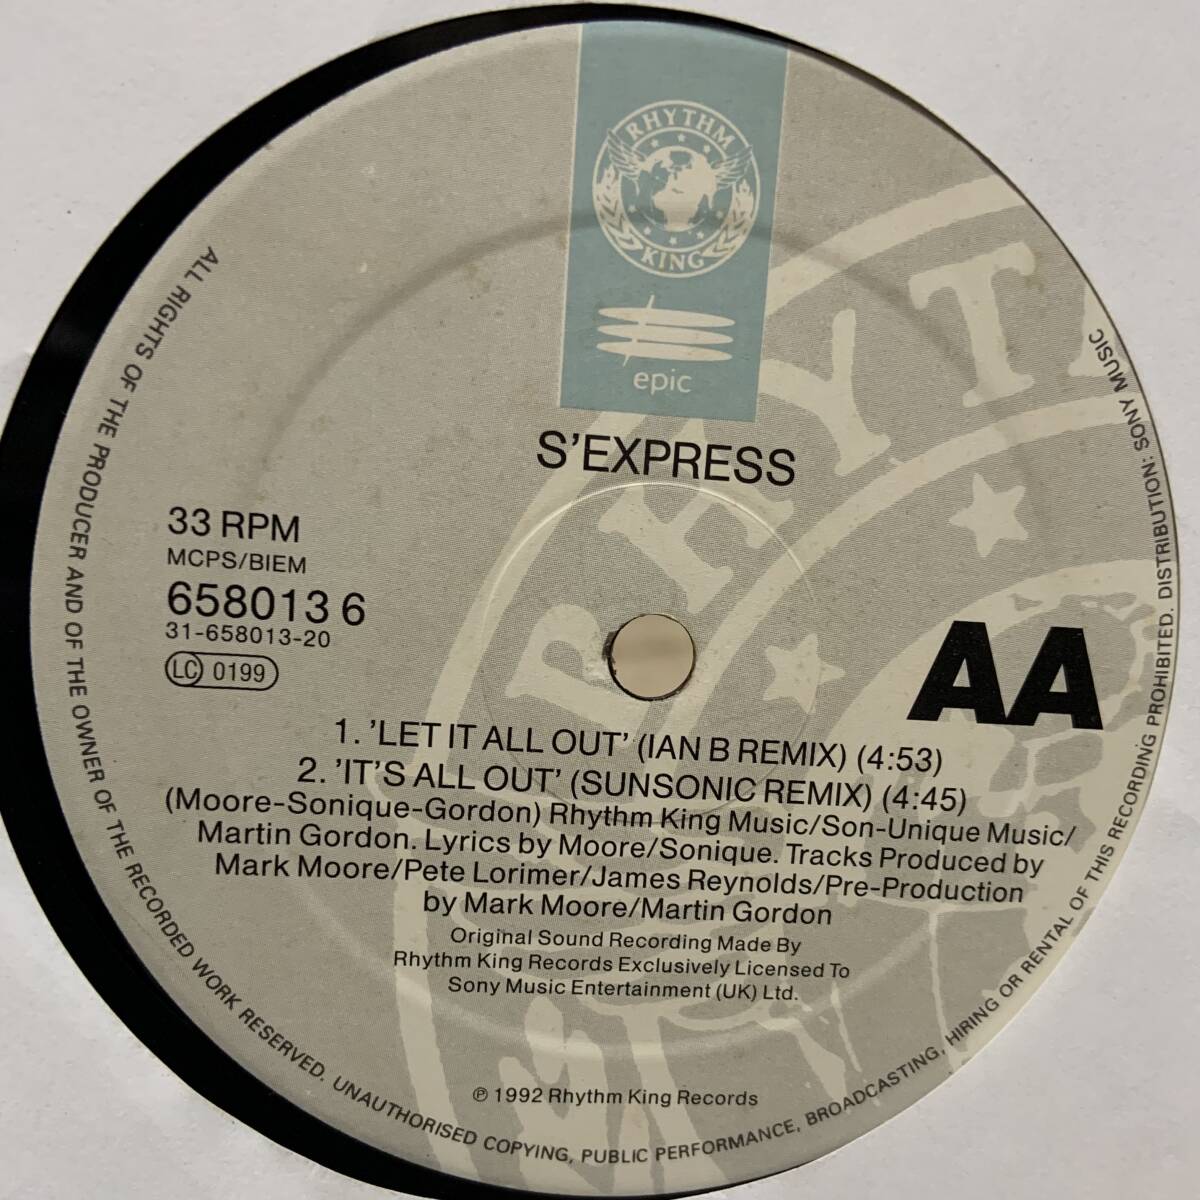 RHYTHM
KING
epic
S'EXPRESS
33 RPM
MCPS/BIEM
658013 6
31-658013-20
LC 0199
AA
1. 'LET IT ALL OUT' (IAN B REMIX) (4:53)
2. 'IT'S ALL OUT' (SUNSONIC REMIX) (4:45)
(Moore-Sonique-Gordon) Rhythm King Music/Son-Unique Music/
Martin Gordon. Lyrics by Moore/Sonique. Tracks Produced by
Mark Moore/Pete Lorimer/James Reynolds/Pre-Production
by Mark Moore/Martin Gordon
Original Sound Recording Made By
Rhythm King Records Exclusively Licensed To
Sony Music Entertainment (UK) Ltd.
℗ 1992 Rhythm King Records
ALL RIGHTS OF THE PRODUCER AND OF THE OWNER OF THE RECORDED WORK RESERVED. UNAUTHORISED COPYING, PUBLIC PERFORMANCE, BROADCASTING, HIRING OR RENTAL OF THIS RECORDING PROHIBITED. DISTRIBUTION: SONY MUSIC
RHYT